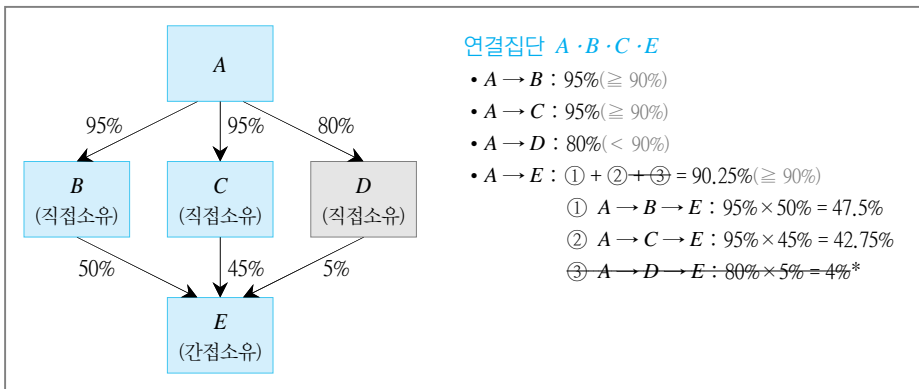 A
95%
95%
80%
B
(직접소유)
C
(직접소유)
D
(직접소유)
50%
45%
5%
E
(간접소유)
연결집단 A·B·C·E
• A → B : 95%(≧ 90%)
• A → C : 95%(≧ 90%)
• A → D : 80%(< 90%)
• A → E : ① + ② + ③ = 90.25%(≧ 90%)
① A → B → E : 95%×50% = 47.5%
② A → C → E : 95%×45% = 42.75%
③ A → D → E : 80%×5% = 4%*